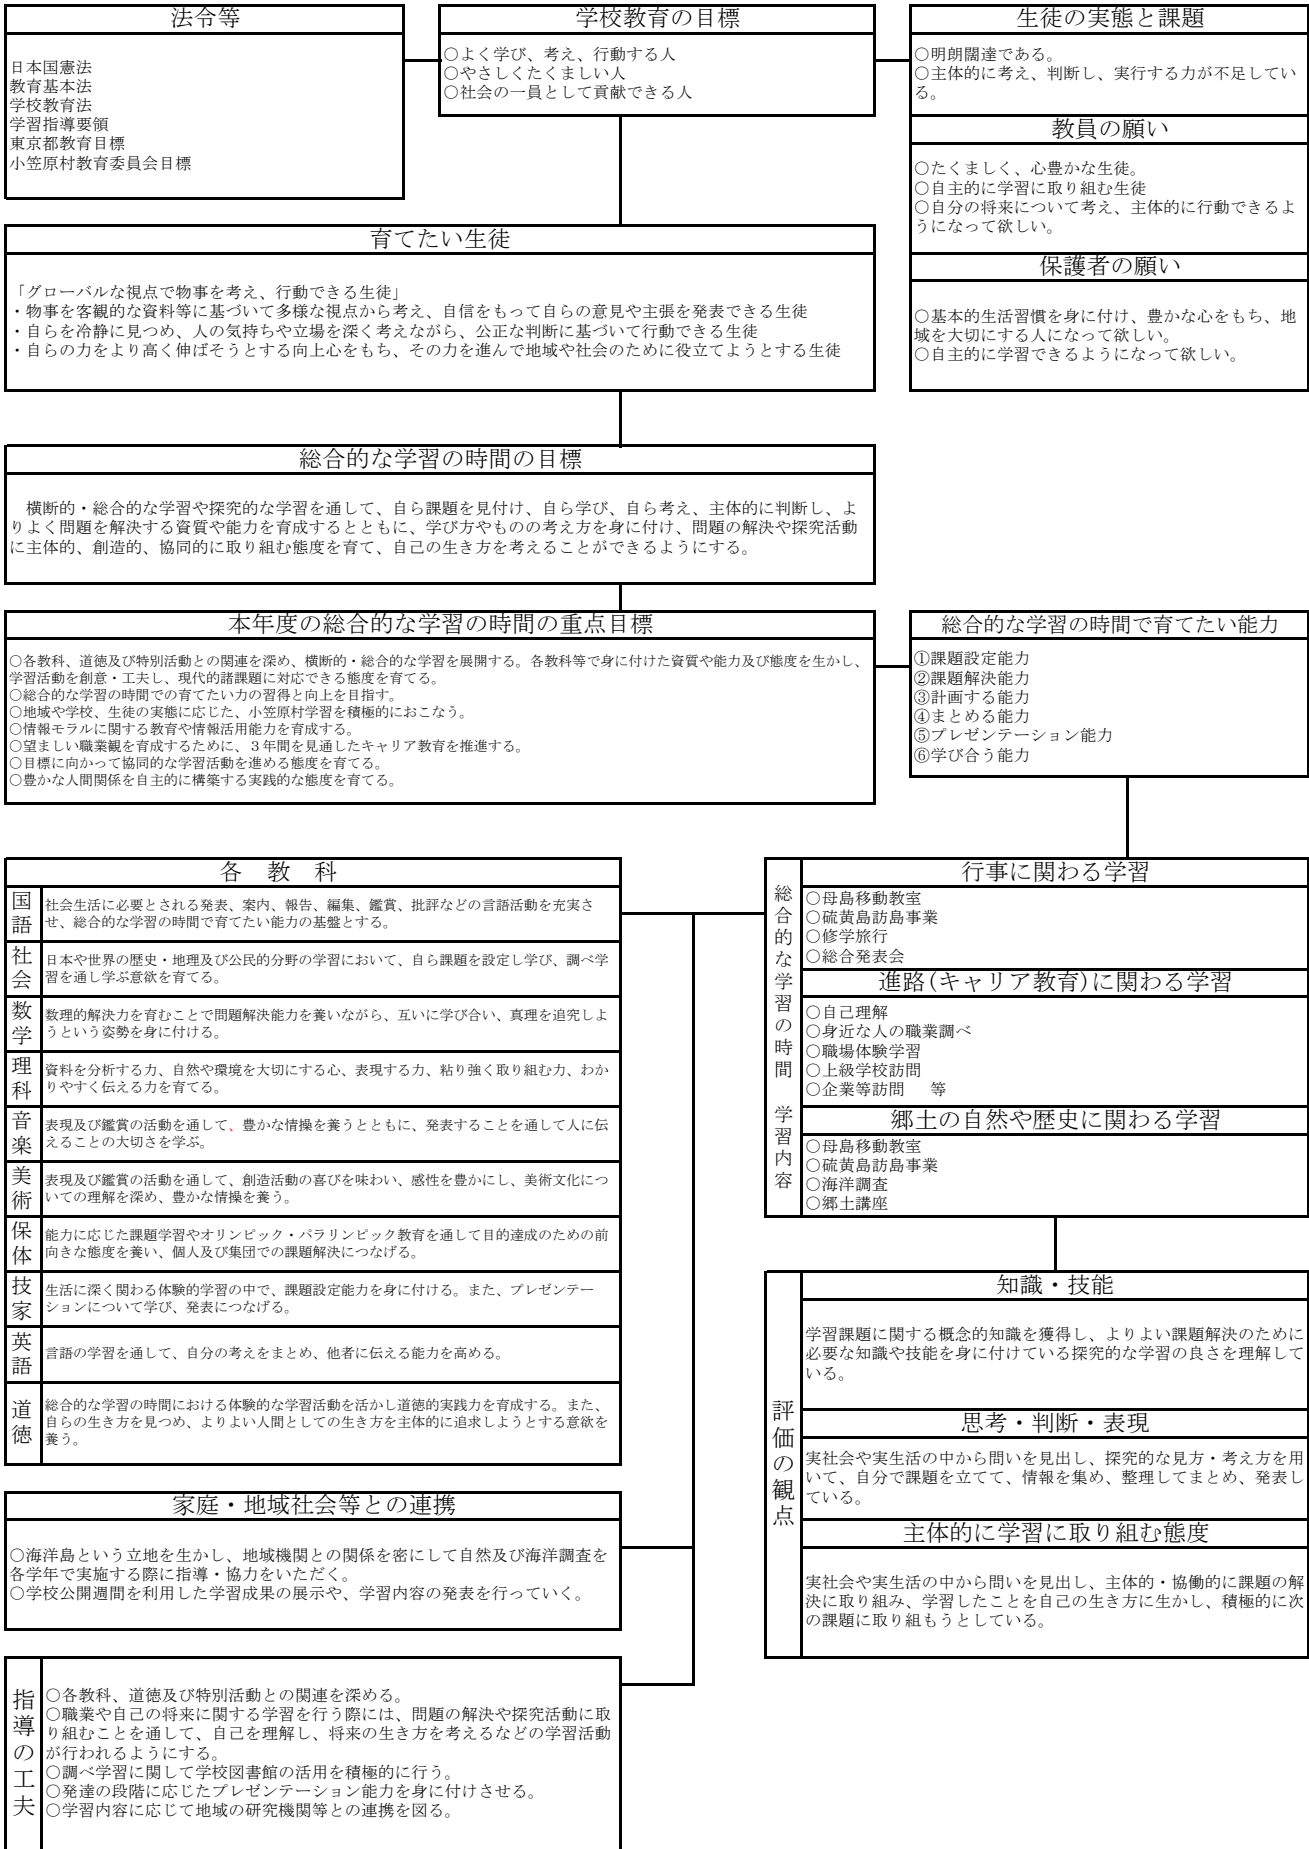 法令等
日本国憲法
教育基本法
学校教育法
学習指導要領
東京都教育目標
小笠原村教育委員会目標
学校教育の目標
○よく学び、考え、行動する人
○やさしくたくましい人
○社会の一員として貢献できる人
生徒の実態と課題
○明朗闊達である。
○主体的に考え、判断し、実行する力が不足してい
る。
教員の願い
○たくましく、心豊かな生徒。
○自主的に学習に取り組む生徒
○自分の将来について考え、主体的に行動できるよ
うになって欲しい。
保護者の願い
○基本的生活習慣を身に付け、豊かな心をもち、地
域を大切にする人になって欲しい。
○自主的に学習できるようになって欲しい。
育てたい生徒
「グローバルな視点で物事を考え、行動できる生徒」
・物事を客観的な資料等に基づいて多様な視点から考え、自信をもって自らの意見や主張を発表できる生徒
・自らを冷静に見つめ、人の気持ちや立場を深く考えながら、公正な判断に基づいて行動できる生徒
・自らの力をより高く伸ばそうとする向上心をもち、その力を進んで地域や社会のために役立てようとする生徒
総合的な学習の時間の目標
横断的・総合的な学習や探究的な学習を通して、自ら課題を見付け、自ら学び、自ら考え、主体的に判断し、よ
りよく問題を解決する資質や能力を育成するとともに、学び方やものの考え方を身に付け、問題の解決や探究活動
に主体的、創造的、協同的に取り組む態度を育て、自己の生き方を考えることができるようにする。
本年度の総合的な学習の時間の重点目標
○各教科、道徳及び特別活動との関連を深め、横断的・総合的な学習を展開する。各教科等で身に付けた資質や能力及び態度を生かし、
学習活動を創意・工夫し、現代的諸課題に対応できる態度を育てる。
○総合的な学習の時間での育てたい力の習得と向上を目指す。
○地域や学校、生徒の実態に応じた、小笠原村学習を積極的におこなう。
○情報モラルに関する教育や情報活用能力を育成する。
○望ましい職業観を育成するために、３年間を見通したキャリア教育を推進する。
○目標に向かって協同的な学習活動を進める態度を育てる。
○豊かな人間関係を自主的に構築する実践的な態度を育てる。
総合的な学習の時間で育てたい能力
①課題設定能力
②課題解決能力
③計画する能力
④まとめる能力
⑤プレゼンテーション能力
⑥学び合う能力
各　教　科
国語
社会生活に必要とされる発表、案内、報告、編集、鑑賞、批評などの言語活動を充実さ
せ、総合的な学習の時間で育てたい能力の基盤とする。
社会
日本や世界の歴史・地理及び公民的分野の学習において、自ら課題を設定し学び、調べ学
習を通し学ぶ意欲を育てる。
数学
数理的解決力を育むことで問題解決能力を養いながら、互いに学び合い、真理を追究しよ
うという姿勢を身に付ける。
理科
資料を分析する力、自然や環境を大切にする心、表現する力、粘り強く取り組む力、わか
りやすく伝える力を育てる。
音楽
表現及び鑑賞の活動を通して、豊かな情操を養うとともに、発表することを通して人に伝
えることの大切さを学ぶ。
美術
表現及び鑑賞の活動を通して、創造活動の喜びを味わい、感性を豊かにし、美術文化につ
いての理解を深め、豊かな情操を養う。
保体
能力に応じた課題学習やオリンピック・パラリンピック教育を通して目的達成のための前
向きな態度を養い、個人及び集団での課題解決につなげる。
技家
生活に深く関わる体験的学習の中で、課題設定能力を身に付ける。また、プレゼンテー
ションについて学び、発表につなげる。
英語
言語の学習を通して、自分の考えをまとめ、他者に伝える能力を高める。
道徳
総合的な学習の時間における体験的な学習活動を活かし道徳的実践力を育成する。また、
自らの生き方を見つめ、よりよい人間としての生き方を主体的に追求しようとする意欲を
養う。
総合的な学習の時間　学習内容
行事に関わる学習
○母島移動教室
○硫黄島訪島事業
○修学旅行
○総合発表会
進路(キャリア教育)に関わる学習
○自己理解
○身近な人の職業調べ
○職場体験学習
○上級学校訪問
○企業等訪問　等
郷土の自然や歴史に関わる学習
○母島移動教室
○硫黄島訪島事業
○海洋調査
○郷土講座
評価の観点
知識・技能
学習課題に関する概念的知識を獲得し、よりよい課題解決のために
必要な知識や技能を身に付けている探究的な学習の良さを理解して
いる。
思考・判断・表現
実社会や実生活の中から問いを見出し、探究的な見方・考え方を用
いて、自分で課題を立てて、情報を集め、整理してまとめ、発表し
ている。
主体的に学習に取り組む態度
実社会や実生活の中から問いを見出し、主体的・協働的に課題の解
決に取り組み、学習したことを自己の生き方に生かし、積極的に次
の課題に取り組もうとしている。
家庭・地域社会等との連携
○海洋島という立地を生かし、地域機関との関係を密にして自然及び海洋調査を
各学年で実施する際に指導・協力をいただく。
○学校公開週間を利用した学習成果の展示や、学習内容の発表を行っていく。
指導の工夫
○各教科、道徳及び特別活動との関連を深める。
○職業や自己の将来に関する学習を行う際には、問題の解決や探究活動に取
り組むことを通して、自己を理解し、将来の生き方を考えるなどの学習活動
が行われるようにする。
○調べ学習に関して学校図書館の活用を積極的に行う。
○発達の段階に応じたプレゼンテーション能力を身に付けさせる。
○学習内容に応じて地域の研究機関等との連携を図る。